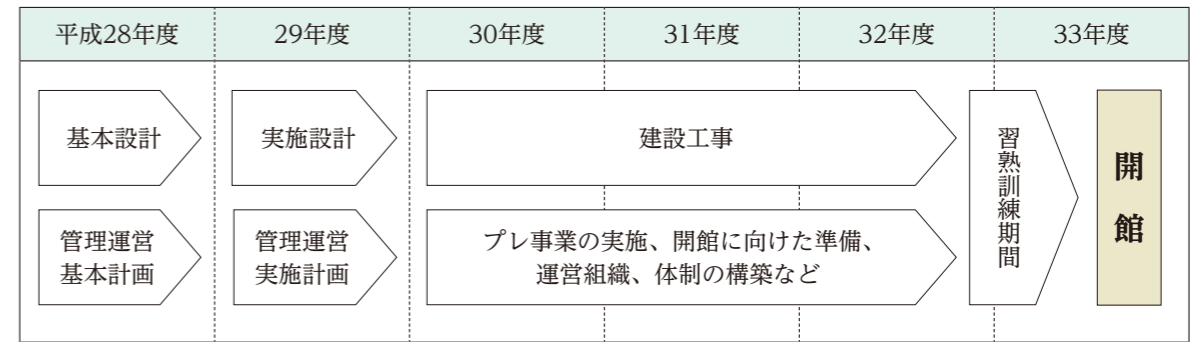 平成28年度
29年度
30年度
31年度
32年度
33年度
基本設計
実施設計
建設工事
管理運営
基本計画
管理運営
実施計画
プレ事業の実施、開館に向けた準備、
運営組織、体制の構築など
習熟訓練期間
開館